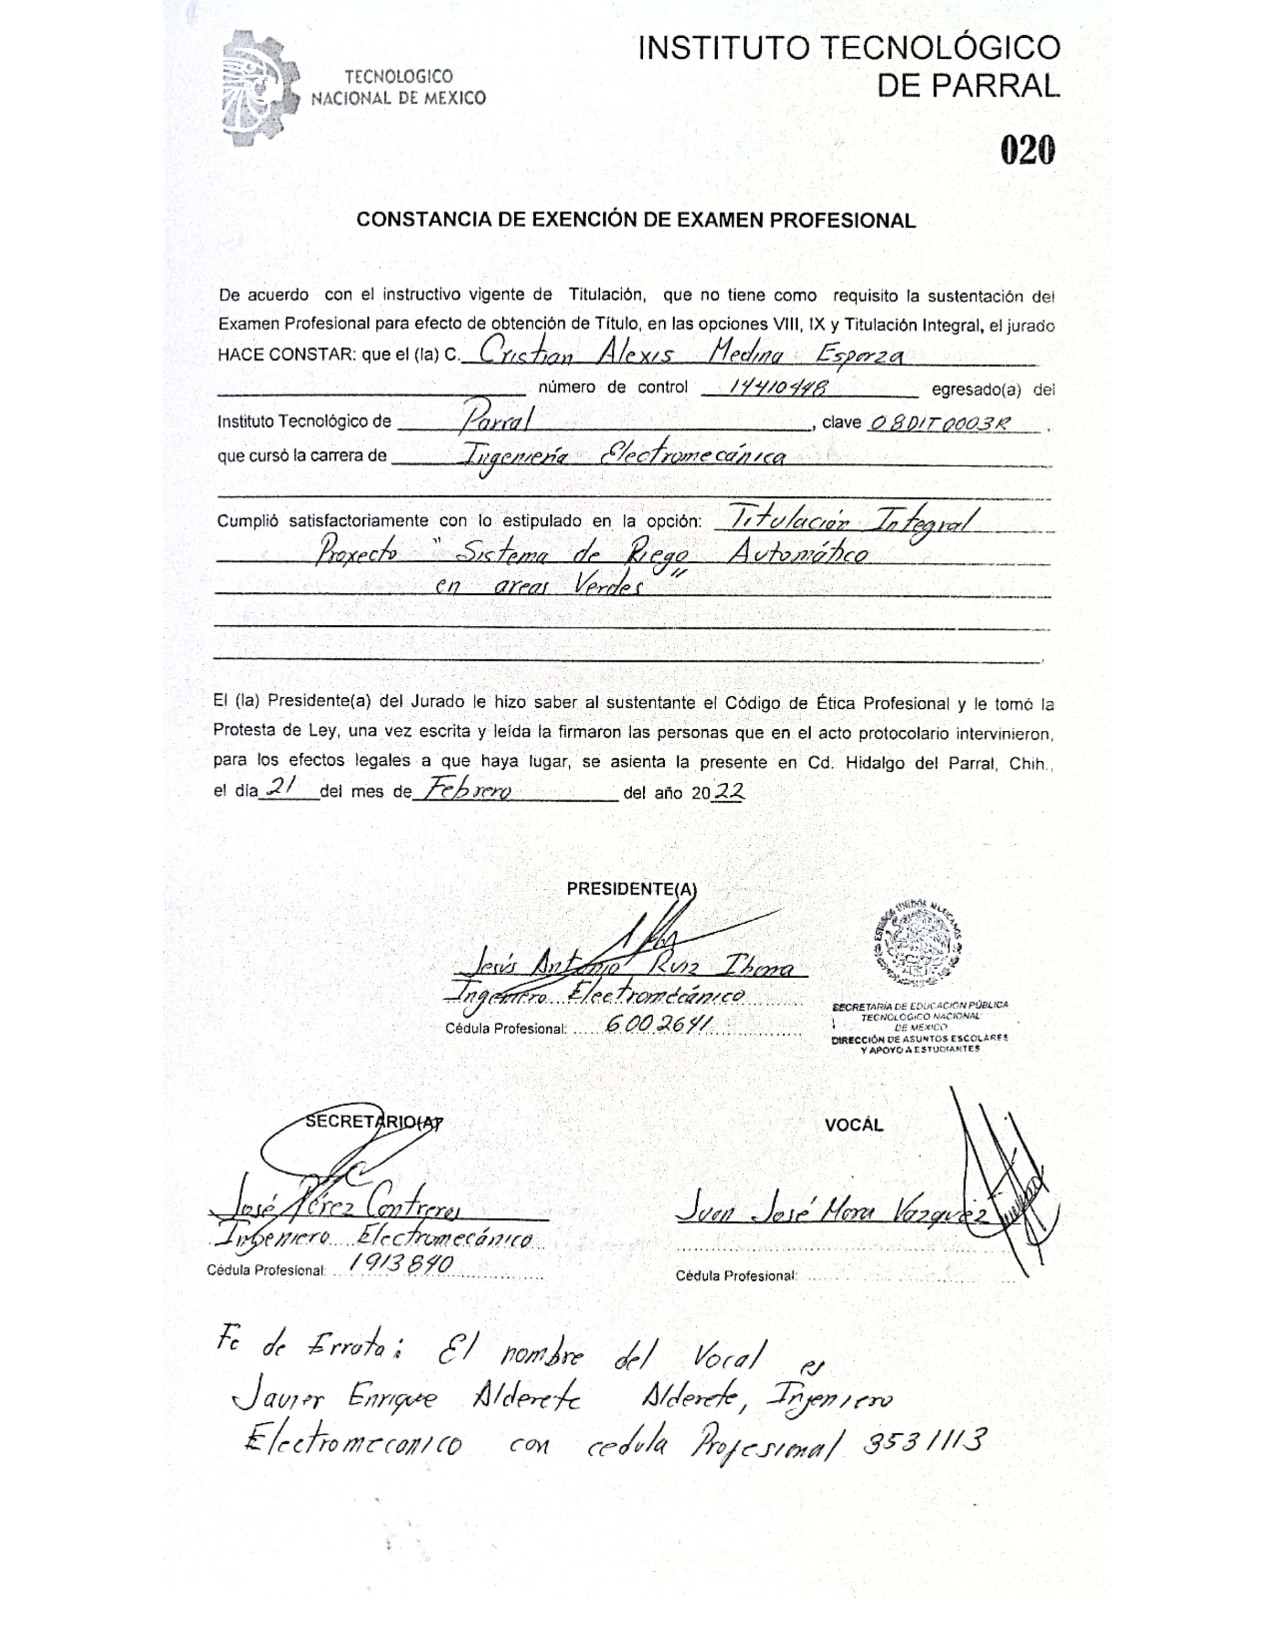 TECNOLOGICO
NACIONAL DE MEXICO
INSTITUTO TECNOLÓGICO
DE PARRAL
020
CONSTANCIA DE EXENCIÓN DE EXAMEN PROFESIONAL
De acuerdo con el instructivo vigente de Titulación, que no tiene como requisito la sustentación del
Examen Profesional para efecto de obtención de Título, en las opciones VIII, IX y Titulación Integral, el jurado
HACE CONSTAR: que el (la) C. Cristian Alexis Medina Esparza
número de control 14410448 egresado(a) del
Instituto Tecnológico de Parral, clave 08DIT0003R.
que cursó la carrera de Ingeniería Electromecánica
Cumplió satisfactoriamente con lo estipulado en la opción: Titulación Integral
Proyecto "Sistema de Riego Automático
en areas Verdes"
El (la) Presidente(a) del Jurado le hizo saber al sustentante el Código de Ética Profesional y le tomó la
Protesta de Ley, una vez escrita y leída la firmaron las personas que en el acto protocolario intervinieron,
para los efectos legales a que haya lugar, se asienta la presente en Cd. Hidalgo del Parral, Chih.,
el día 21 del mes de Febrero del año 2022
PRESIDENTE(A)
Jesús Antonio Ruiz
Ingeniero Electromecánico
Cédula Profesional: 6002641
ESTADOS UNIDOS MEXICANOS
SECRETARÍA DE EDUCACIÓN PÚBLICA
TECNOLÓGICO NACIONAL
DE MÉXICO
DIRECCIÓN DE ASUNTOS ESCOLARES
Y APOYO A ESTUDIANTES
SECRETARIO(A)
José Pérez Contreras
Ingeniero Electromecánico
Cédula Profesional: 1913840
VOCAL
Juan José Mora Vazquez
Cédula Profesional:
Fe de Errata: El nombre del Vocal es
Javier Enrique Alderete Alderete, Ingeniero
Electromecanico con cedula Profesional 3531113